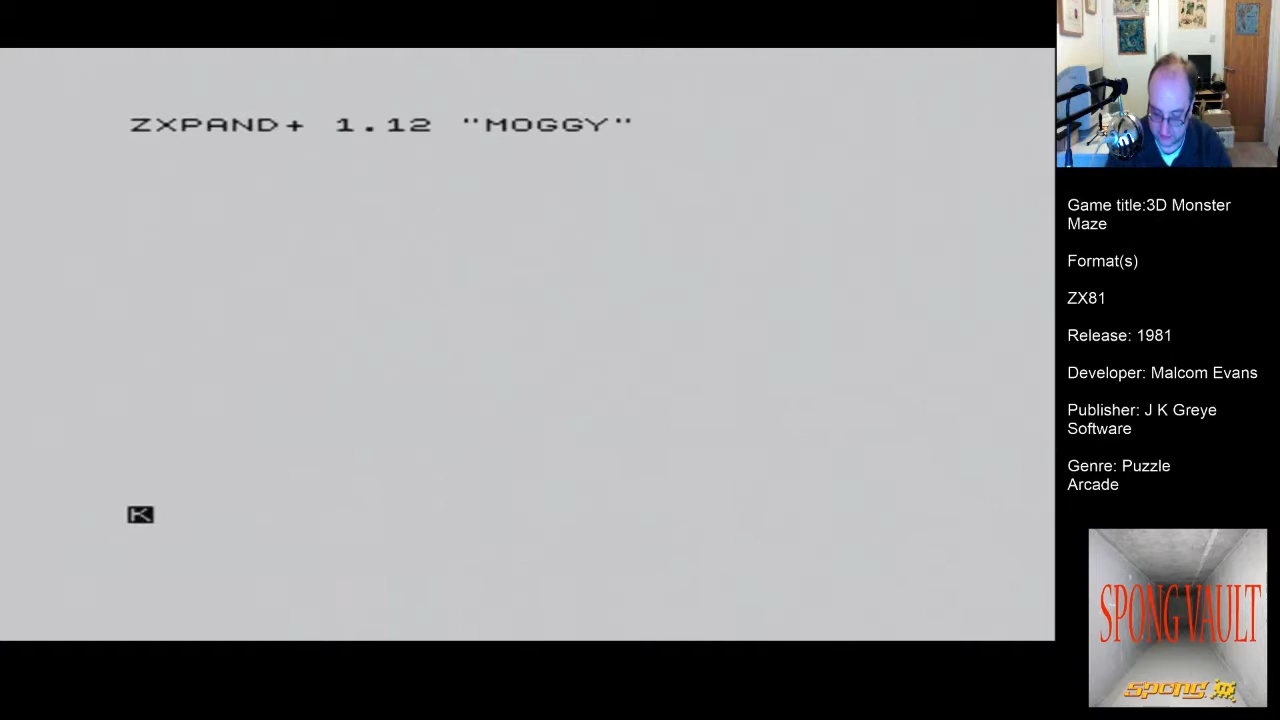 ZXPAND+ 1.12 "MOGGY"
K
Game title:3D Monster
Maze
Format(s)
ZX81
Release: 1981
Developer: Malcom Evans
Publisher: J K Greye
Software
Genre: Puzzle
Arcade
SPONG VAULT
spong